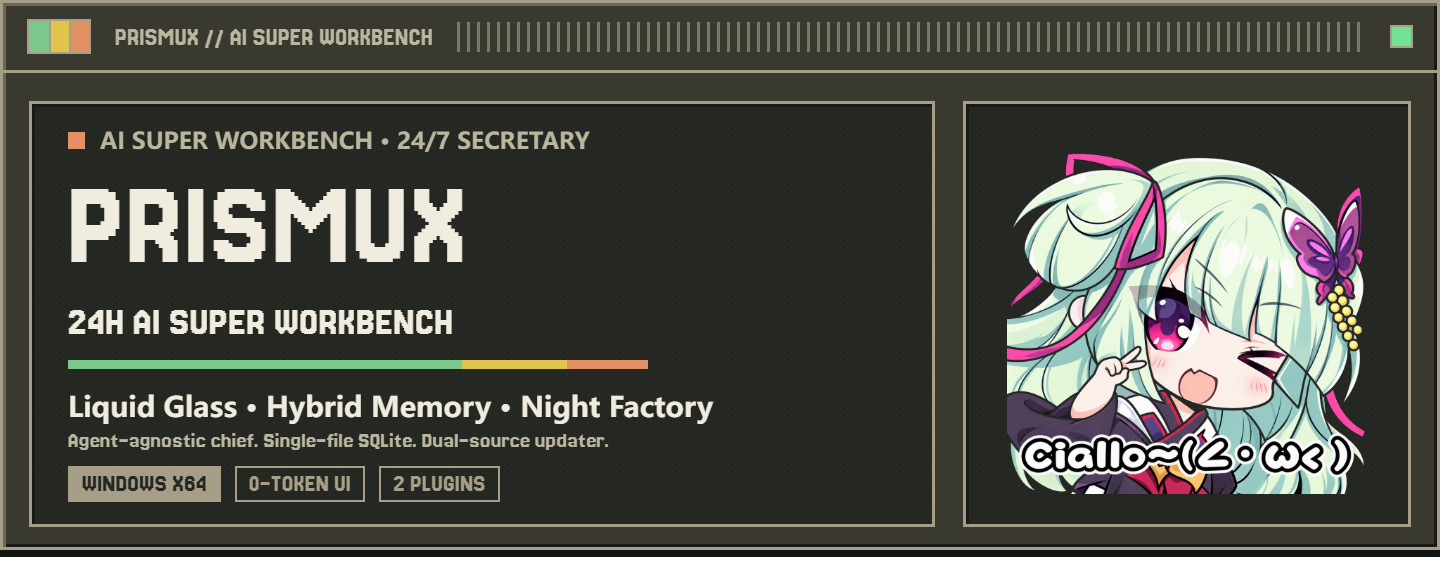 PRISMUX // AI SUPER WORKBENCH
AI SUPER WORKBENCH • 24/7 SECRETARY
PRISMUX
24H AI SUPER WORKBENCH
Liquid Glass • Hybrid Memory • Night Factory
Agent-agnostic chief. Single-file SQLite. Dual-source updater.
WINDOWS X64
0-TOKEN UI
2 PLUGINS
Ciallo~(∠・ω< )